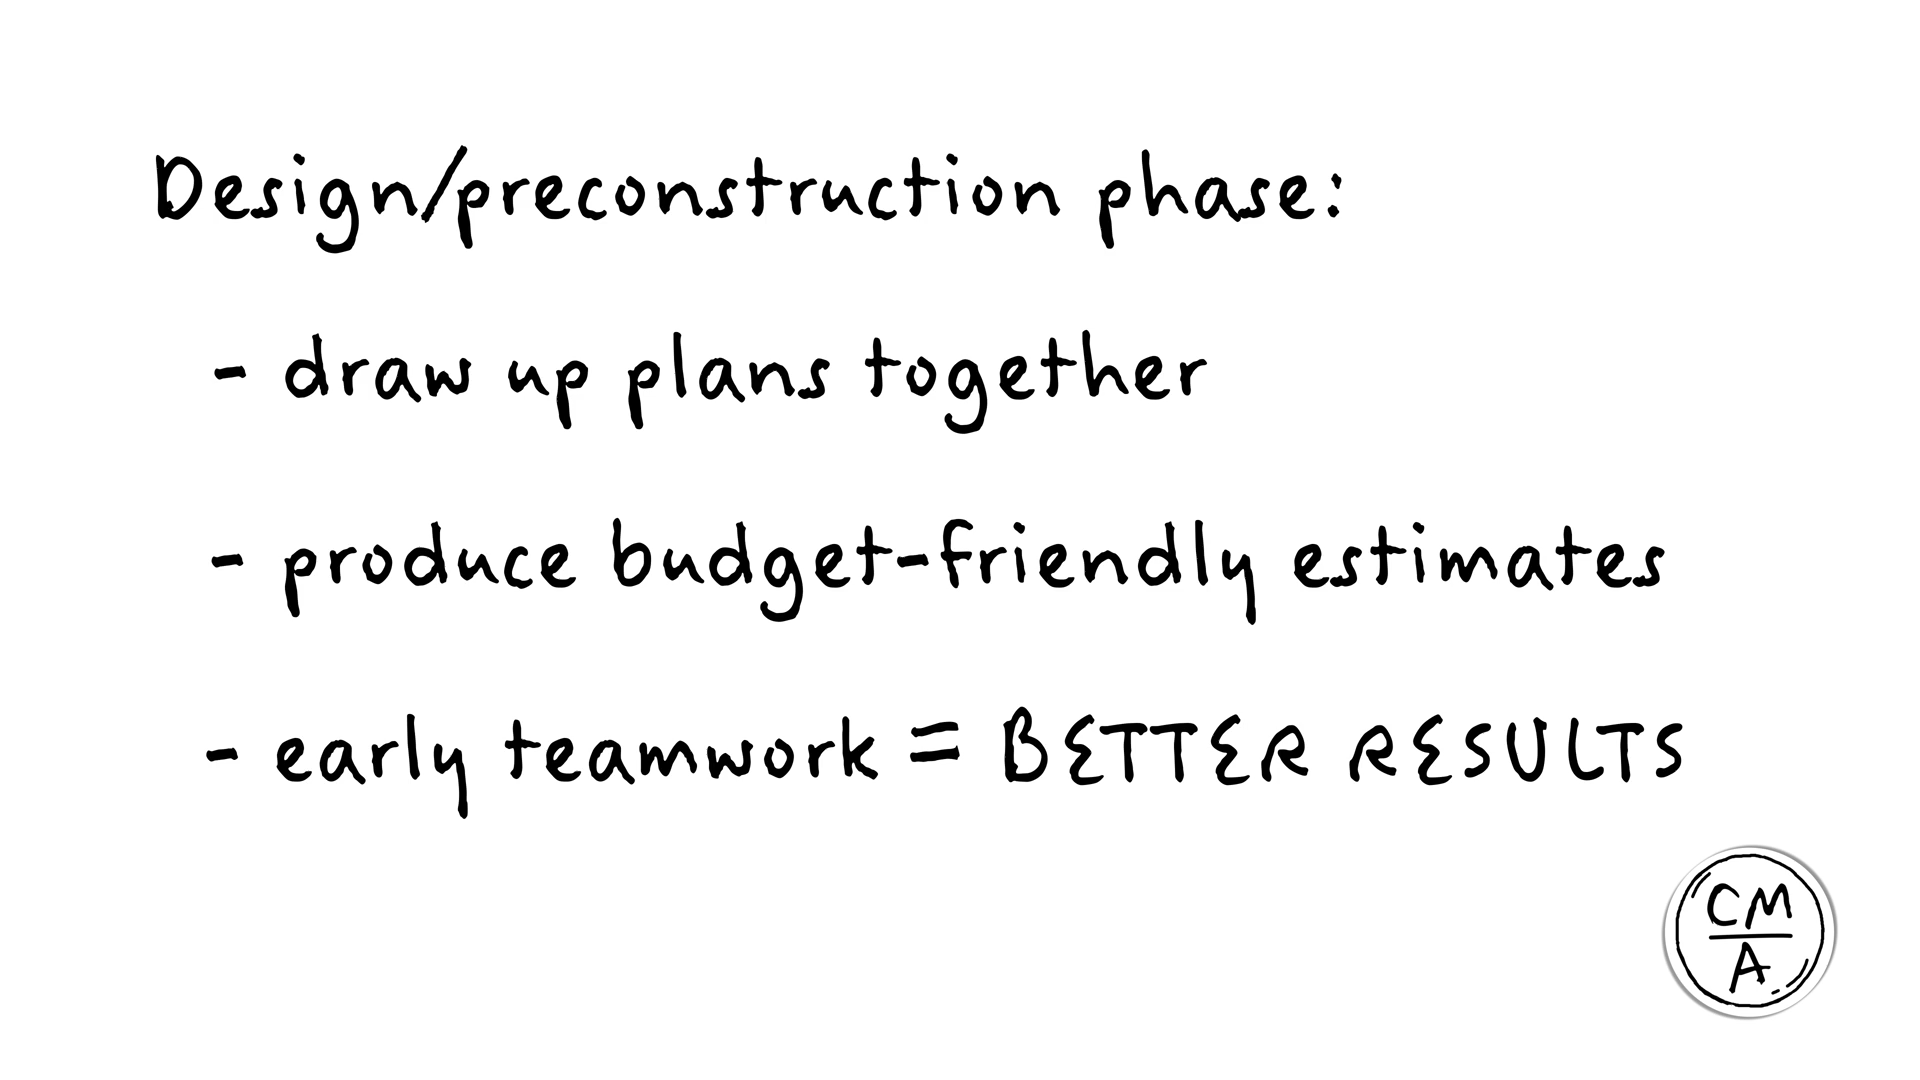 Design/preconstruction phase:
- draw up plans together
- produce budget-friendly estimates
- early teamwork = BETTER RESULTS
CM
A